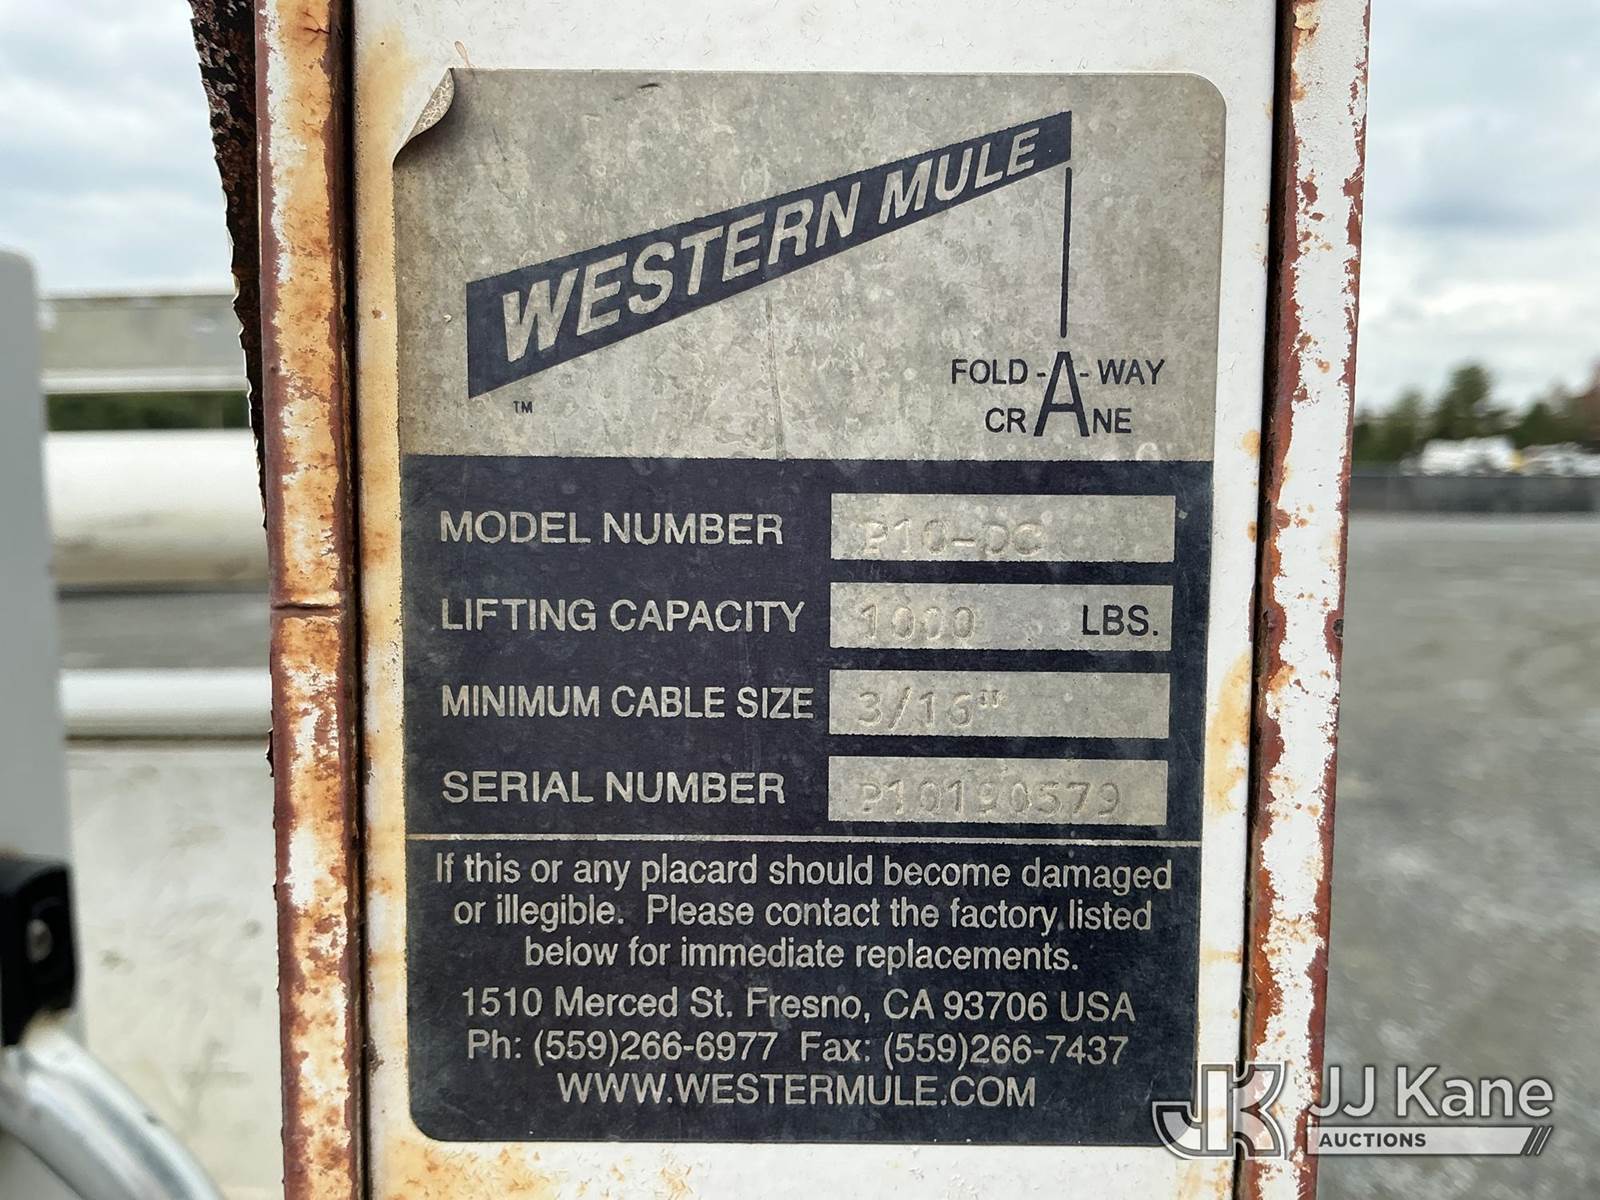 WESTERN MULE
TM
FOLD-A-WAY
CRANE
MODEL NUMBER P10-DC
LIFTING CAPACITY 1000 LBS.
MINIMUM CABLE SIZE 3/16"
SERIAL NUMBER P10190579
If this or any placard should become damaged
or illegible. Please contact the factory listed
below for immediate replacements.
1510 Merced St. Fresno, CA 93706 USA
Ph: (559)266-6977 Fax: (559)266-7437
WWW.WESTERMULE.COM
JK JJ Kane
AUCTIONS